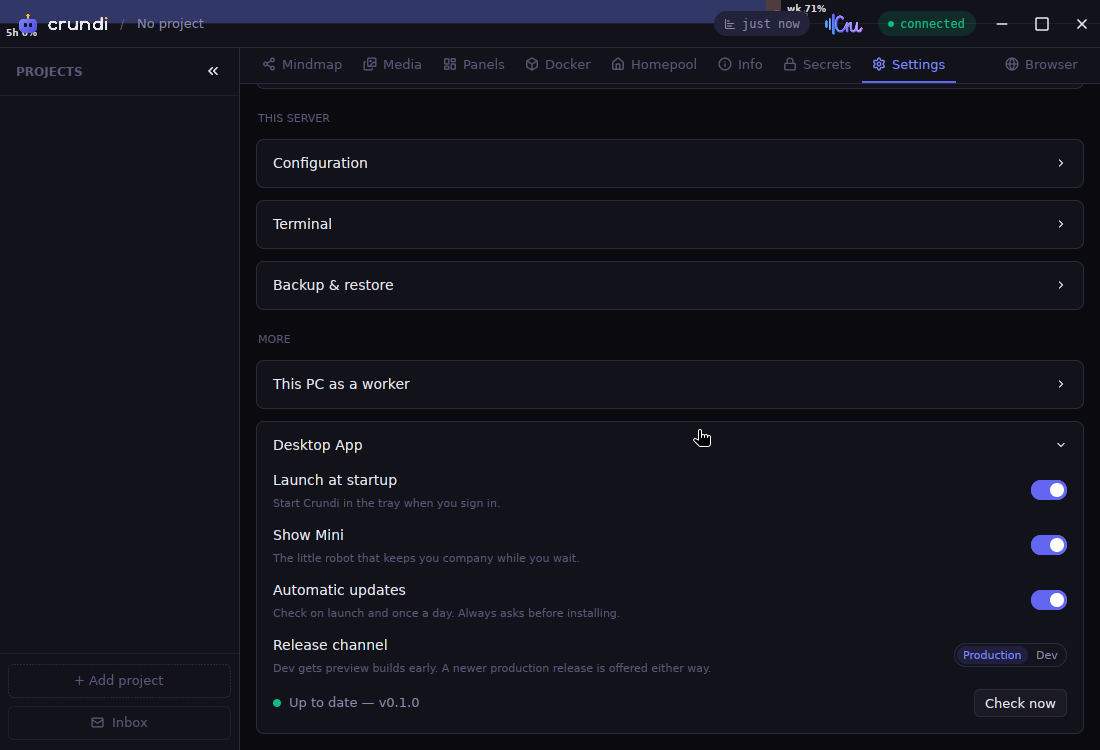 wk 71%
5h 0%
crundi / No project
just now
Cru
connected
PROJECTS
Mindmap
Media
Panels
Docker
Homepool
Info
Secrets
Settings
Browser
THIS SERVER
Configuration
Terminal
Backup & restore
MORE
This PC as a worker
Desktop App
Launch at startup
Start Crundi in the tray when you sign in.
Show Mini
The little robot that keeps you company while you wait.
Automatic updates
Check on launch and once a day. Always asks before installing.
Release channel
Dev gets preview builds early. A newer production release is offered either way.
Production
Dev
Up to date — v0.1.0
Check now
+ Add project
Inbox